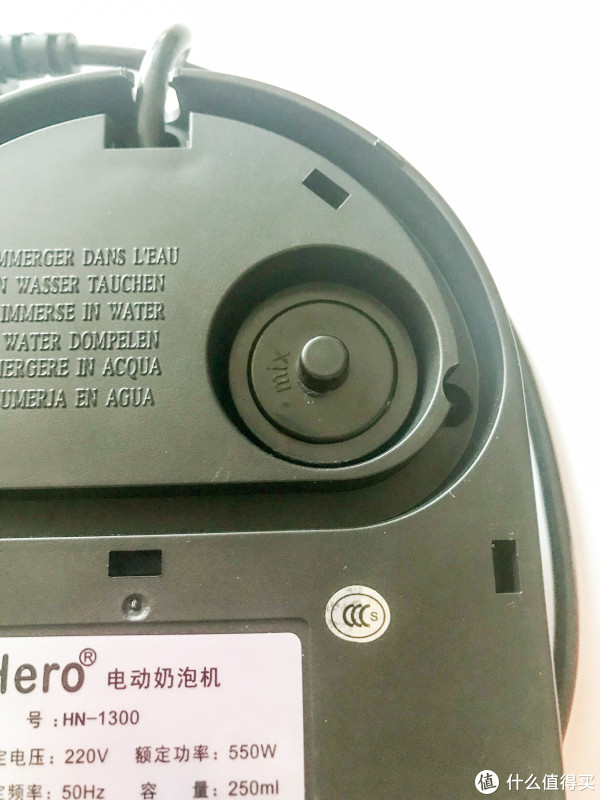 MMERGER DANS L'EAU
N WASSER TAUCHEN
IMMERSE IN WATER
WATER DOMPELEN
MERGERE IN ACQUA
UMERJA EN AGUA
mix
CCC S
Hero® 电动奶泡机
号：HN-1300
定电压：220V 额定功率：550W
定频率：50Hz 容 量：250ml
值 什么值得买